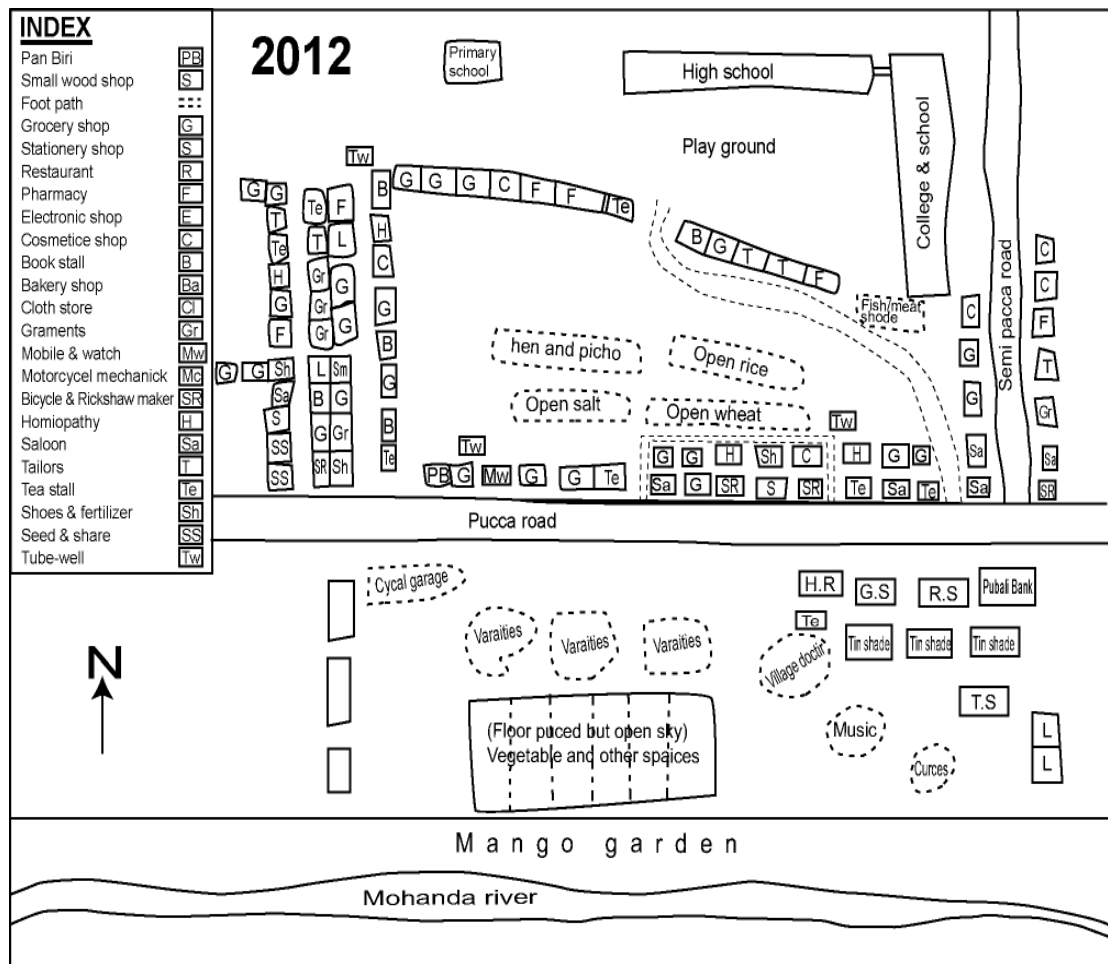 INDEX
Pan Biri PB
Small wood shop S
Foot path
Grocery shop G
Stationery shop S
Restaurant R
Pharmacy F
Electronic shop E
Cosmetice shop C
Book stall B
Bakery shop Ba
Cloth store Cl
Graments Gr
Mobile & watch Mw
Motorcycel mechanick Mc
Bicycle & Rickshaw maker SR
Homiopathy H
Saloon Sa
Tailors T
Tea stall Te
Shoes & fertilizer Sh
Seed & share SS
Tube-well Tw
2012
Primary
school
High school
College & school
Play ground
Semi pacca road
Tw
B
G G G C F F Te
G G
T
Te
H
G
F
Te F
T L
Gr G
Gr
Gr G
H
C
G
B
G
B
Te
B G T T F
Fish/meat
shode
C
G
G
Sa
Sa
C
C
F
T
Gr
Sa
SR
hen and picho
Open rice
Open salt
Open wheat
G G Sh
Sa
S
SS
SS
L Sm
B G
G Gr
SR Sh
Tw
PB G Mw G G Te
Tw
G G H Sh C H G G
Sa G SR S SR Te Sa Te
Pucca road
Cycal garage
Varaities
Varaities
Varaities
H.R
G.S
R.S
Pubali Bank
Te
Village doctir
Tin shade
Tin shade
Tin shade
T.S
(Floor puced but open sky)
Vegetable and other spaices
Music
Curces
L
L
N
Mango garden
Mohanda river